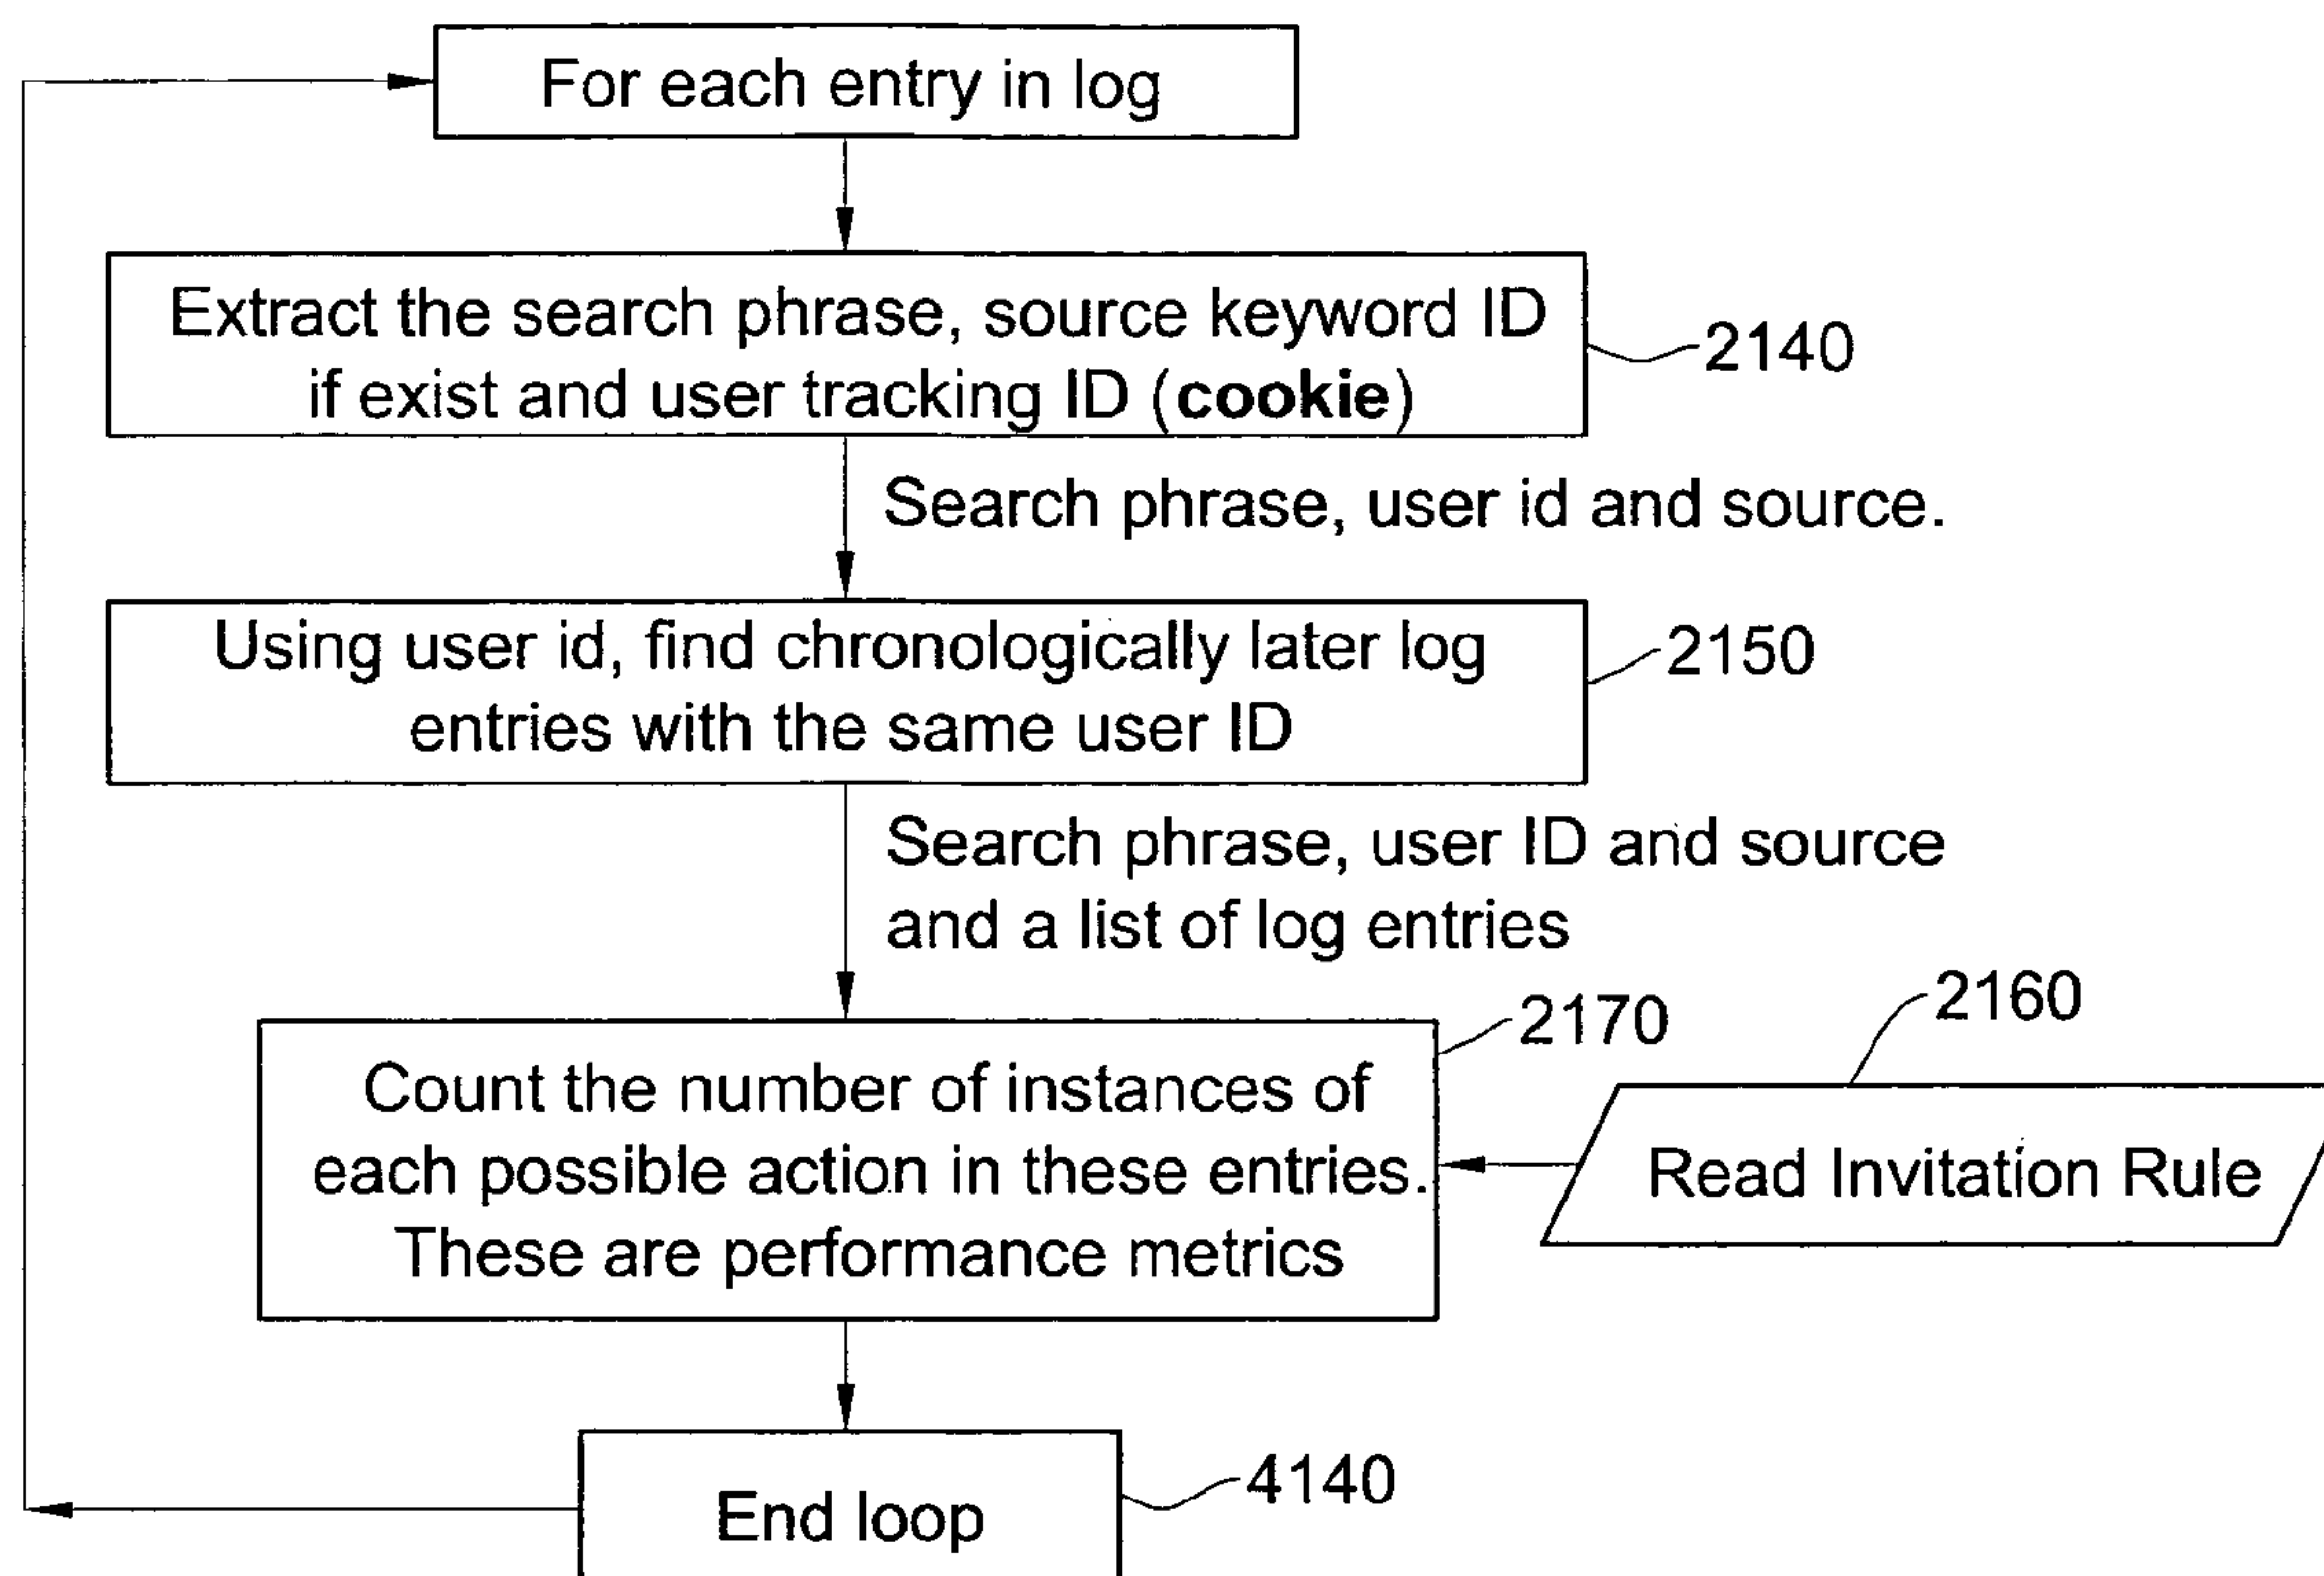 For each entry in log
Extract the search phrase, source keyword ID
if exist and user tracking ID (cookie)
2140
Search phrase, user id and source.
Using user id, find chronologically later log
entries with the same user ID
2150
Search phrase, user ID and source
and a list of log entries
2170
2160
Count the number of instances of
each possible action in these entries.
These are performance metrics
Read Invitation Rule
4140
End loop